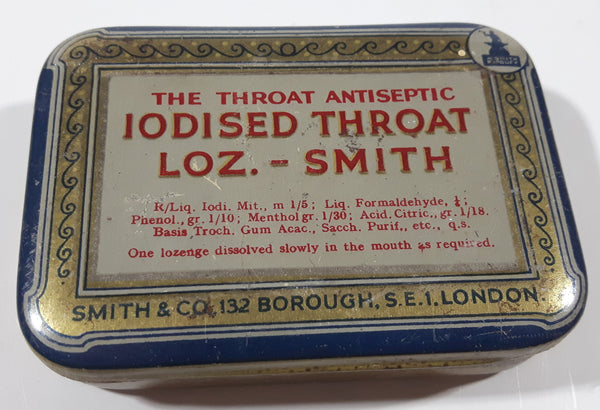 THE THROAT ANTISEPTIC
IODISED THROAT
LOZ. - SMITH
R/Liq. Iodi. Mit., m 1/5; Liq. Formaldehyde, ¼;
Phenol., gr. 1/10; Menthol gr. 1/30; Acid. Citric., gr. 1/18.
Basis Troch. Gum Acac., Sacch. Purif., etc., q.s.
One lozenge dissolved slowly in the mouth as required.
SMITH & CO. 132 BOROUGH, S.E.1. LONDON.